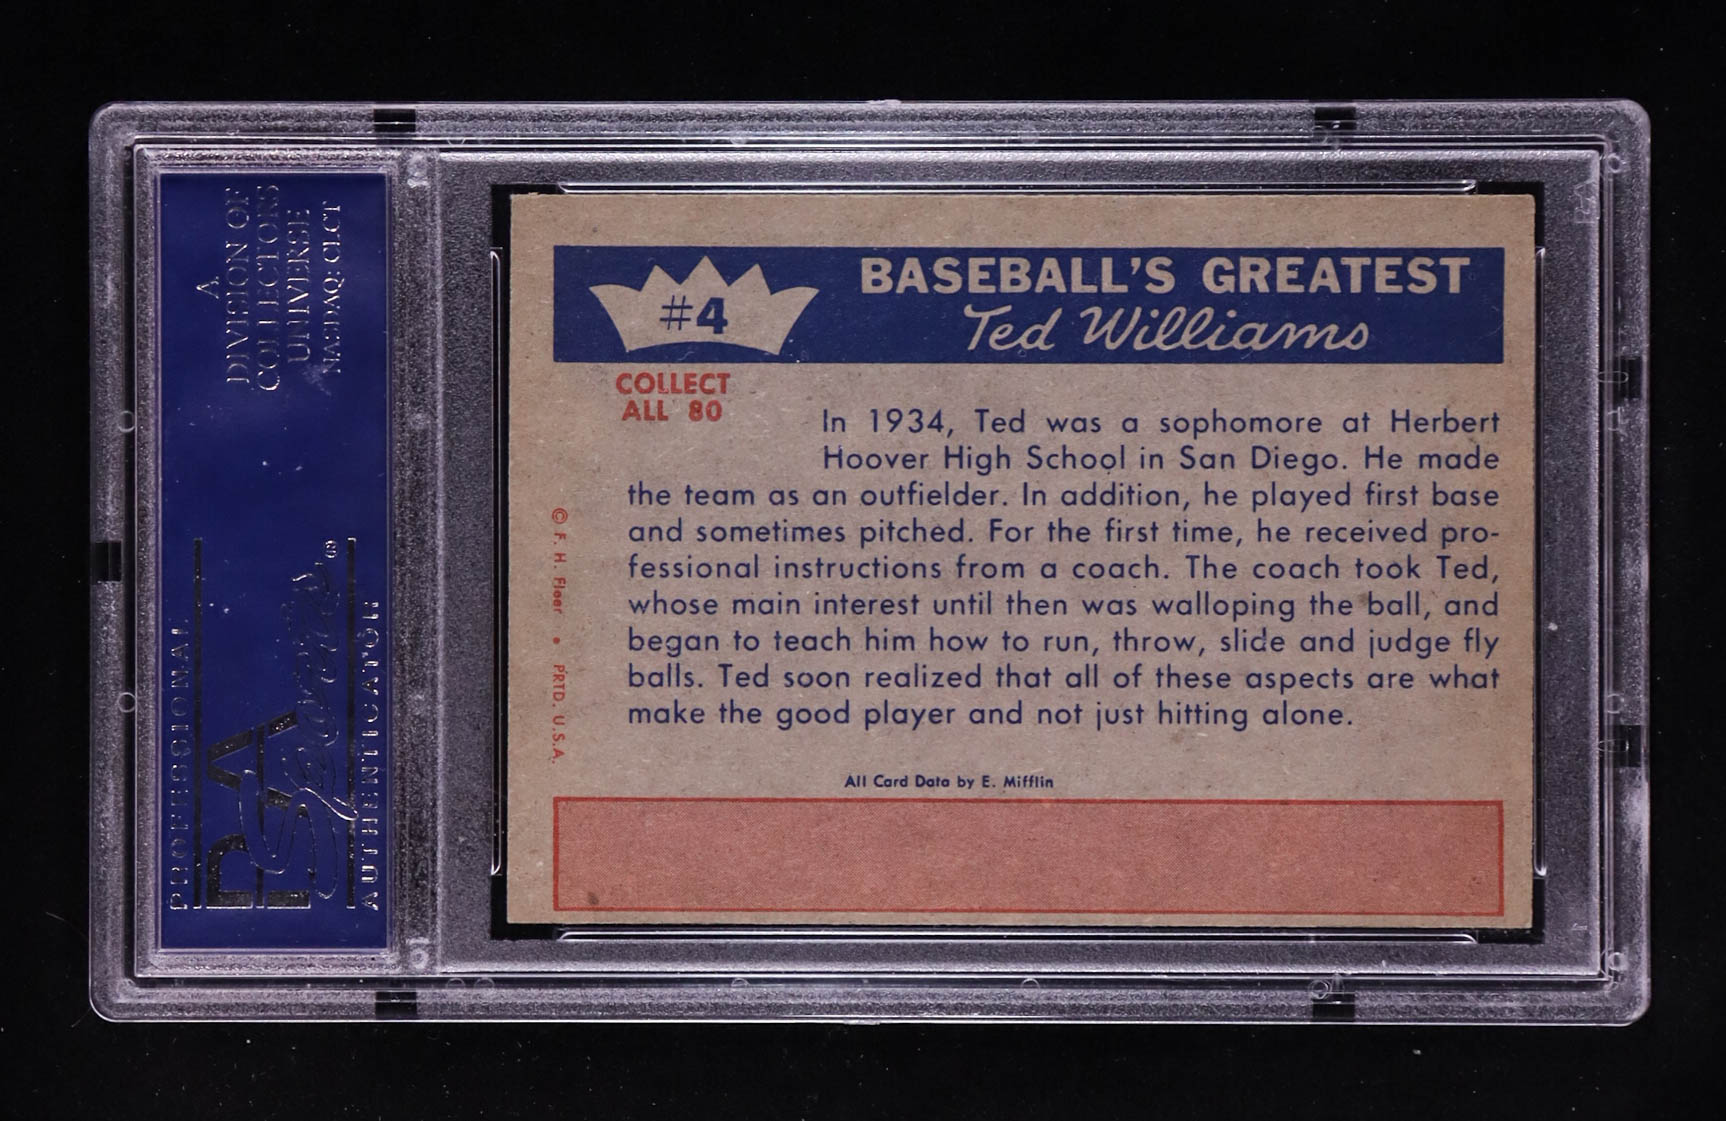 A
DIVISION OF
COLLECTORS
UNIVERSE
NASDAQ: CLCT
PROFESSIONAL
PSA
Sports
®
AUTHENTICATOR
#4
BASEBALL'S GREATEST
Ted Williams
COLLECT
ALL 80
In 1934, Ted was a sophomore at Herbert
Hoover High School in San Diego. He made
the team as an outfielder. In addition, he played first base
and sometimes pitched. For the first time, he received pro-
fessional instructions from a coach. The coach took Ted,
whose main interest until then was walloping the ball, and
began to teach him how to run, throw, slide and judge fly
balls. Ted soon realized that all of these aspects are what
make the good player and not just hitting alone.
© F. H. Fleer • PRTD. U.S.A.
All Card Data by E. Mifflin